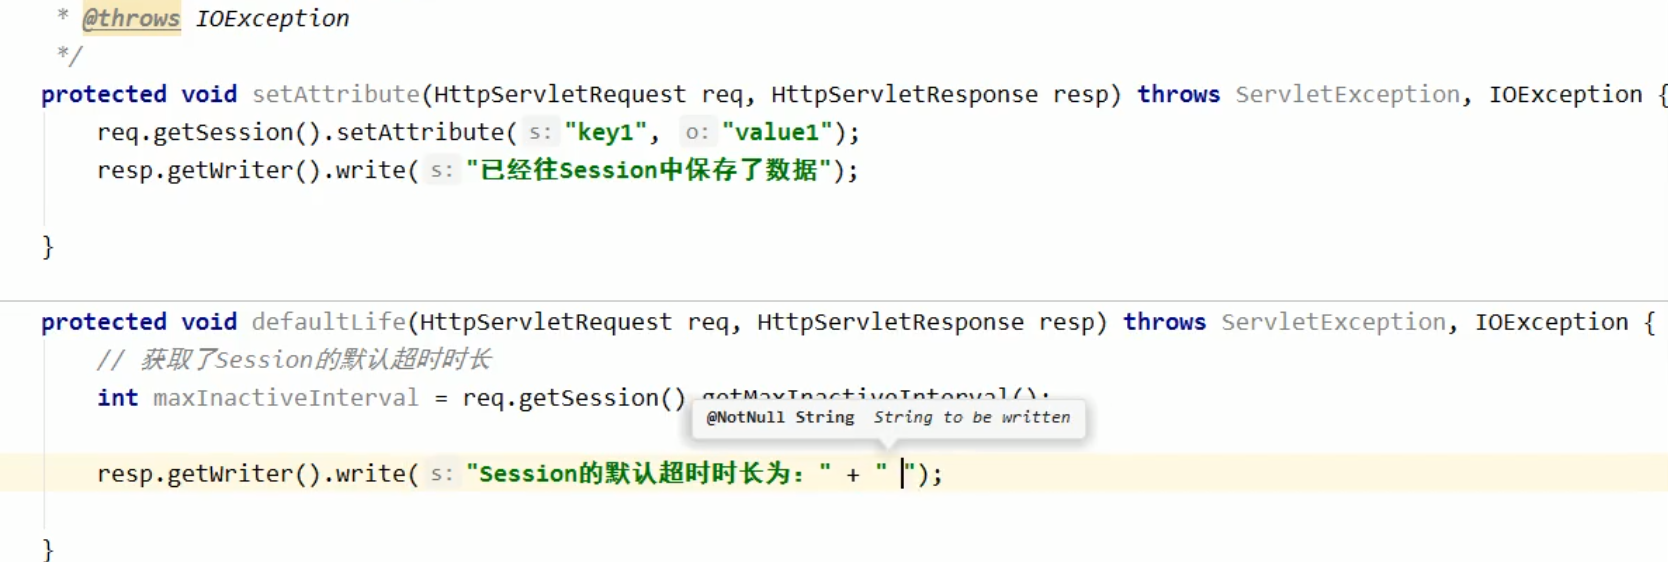 * @throws IOException
*/
protected void setAttribute(HttpServletRequest req, HttpServletResponse resp) throws ServletException, IOException {
req.getSession().setAttribute( s: "key1", o: "value1");
resp.getWriter().write( s: "已经往Session中保存了数据");
}
protected void defaultLife(HttpServletRequest req, HttpServletResponse resp) throws ServletException, IOException {
// 获取了Session的默认超时时长
int maxInactiveInterval = req.getSession().getMaxInactiveInterval();
@NotNull String String to be written
resp.getWriter().write( s: "Session的默认超时时长为：" + " ");
}